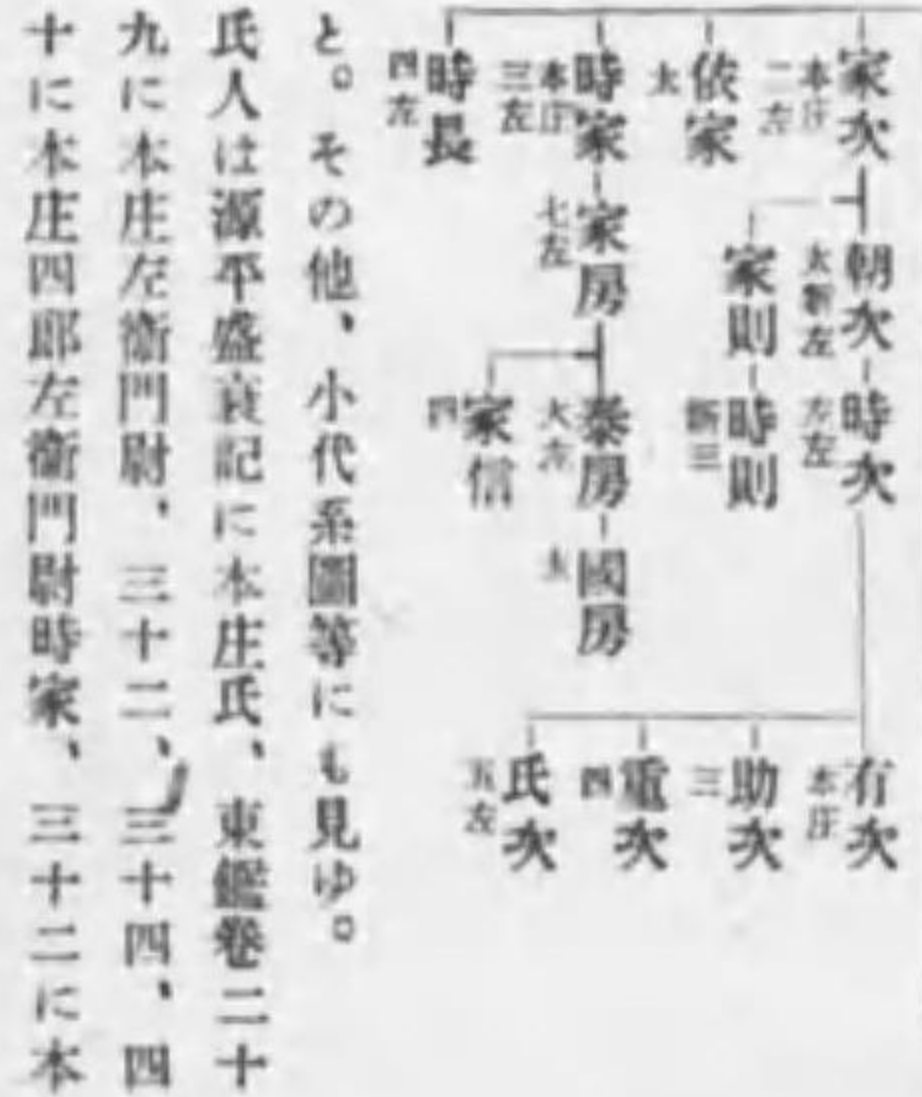 家次
本庄
二左
朝次
太新左
時次
左左
有次
本庄
助次
三
重次
四
氏次
五左
家則
時則
新三
依家
太
時家
本庄
三左
家房
七左
泰房
國房
家信
四
時長
四左
と。その他、小代系圖等にも見ゆ。
氏人は源平盛衰記に本庄氏、東鑑卷二十
九に本庄左衞門尉、三十二、三十四、四
十に本庄四郎左衞門尉時家、三十二に本